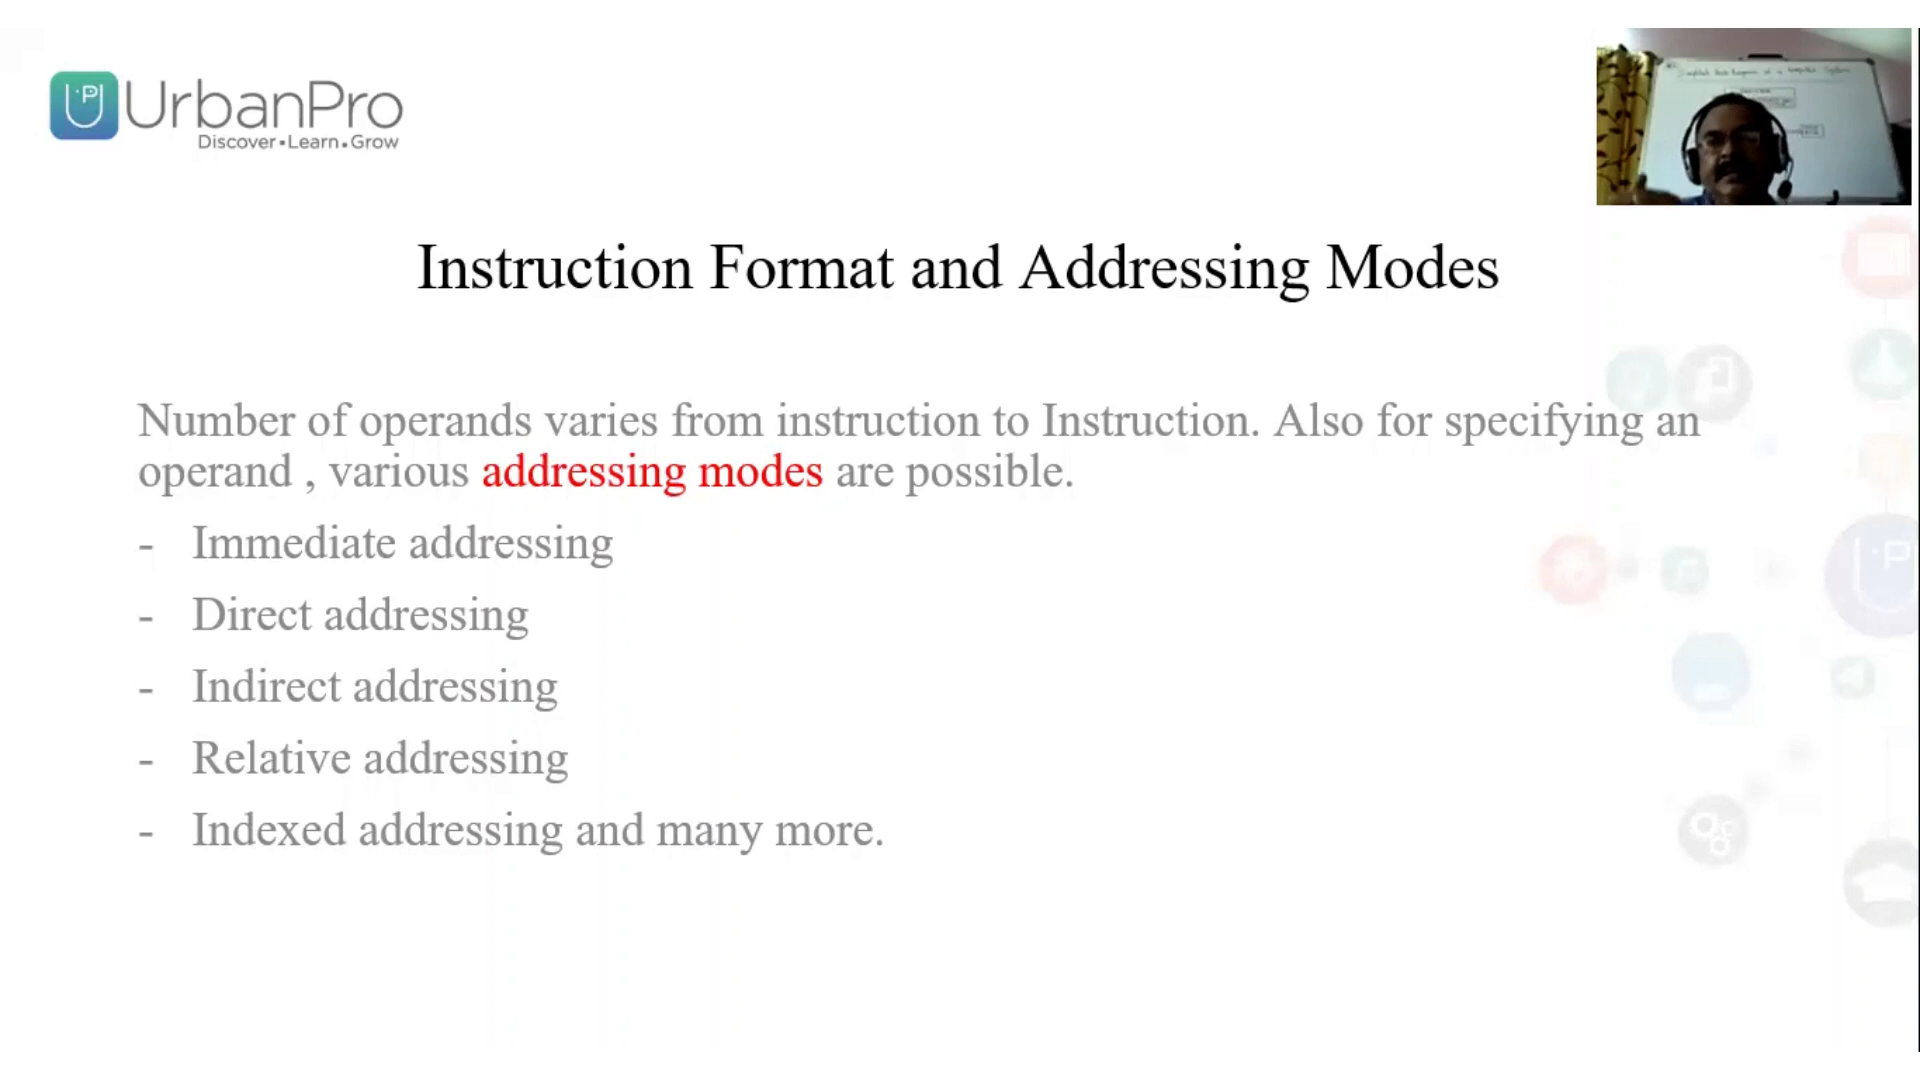 UrbanPro
Discover•Learn•Grow
Instruction Format and Addressing Modes
Number of operands varies from instruction to Instruction. Also for specifying an
operand , various addressing modes are possible.
- Immediate addressing
- Direct addressing
- Indirect addressing
- Relative addressing
- Indexed addressing and many more.